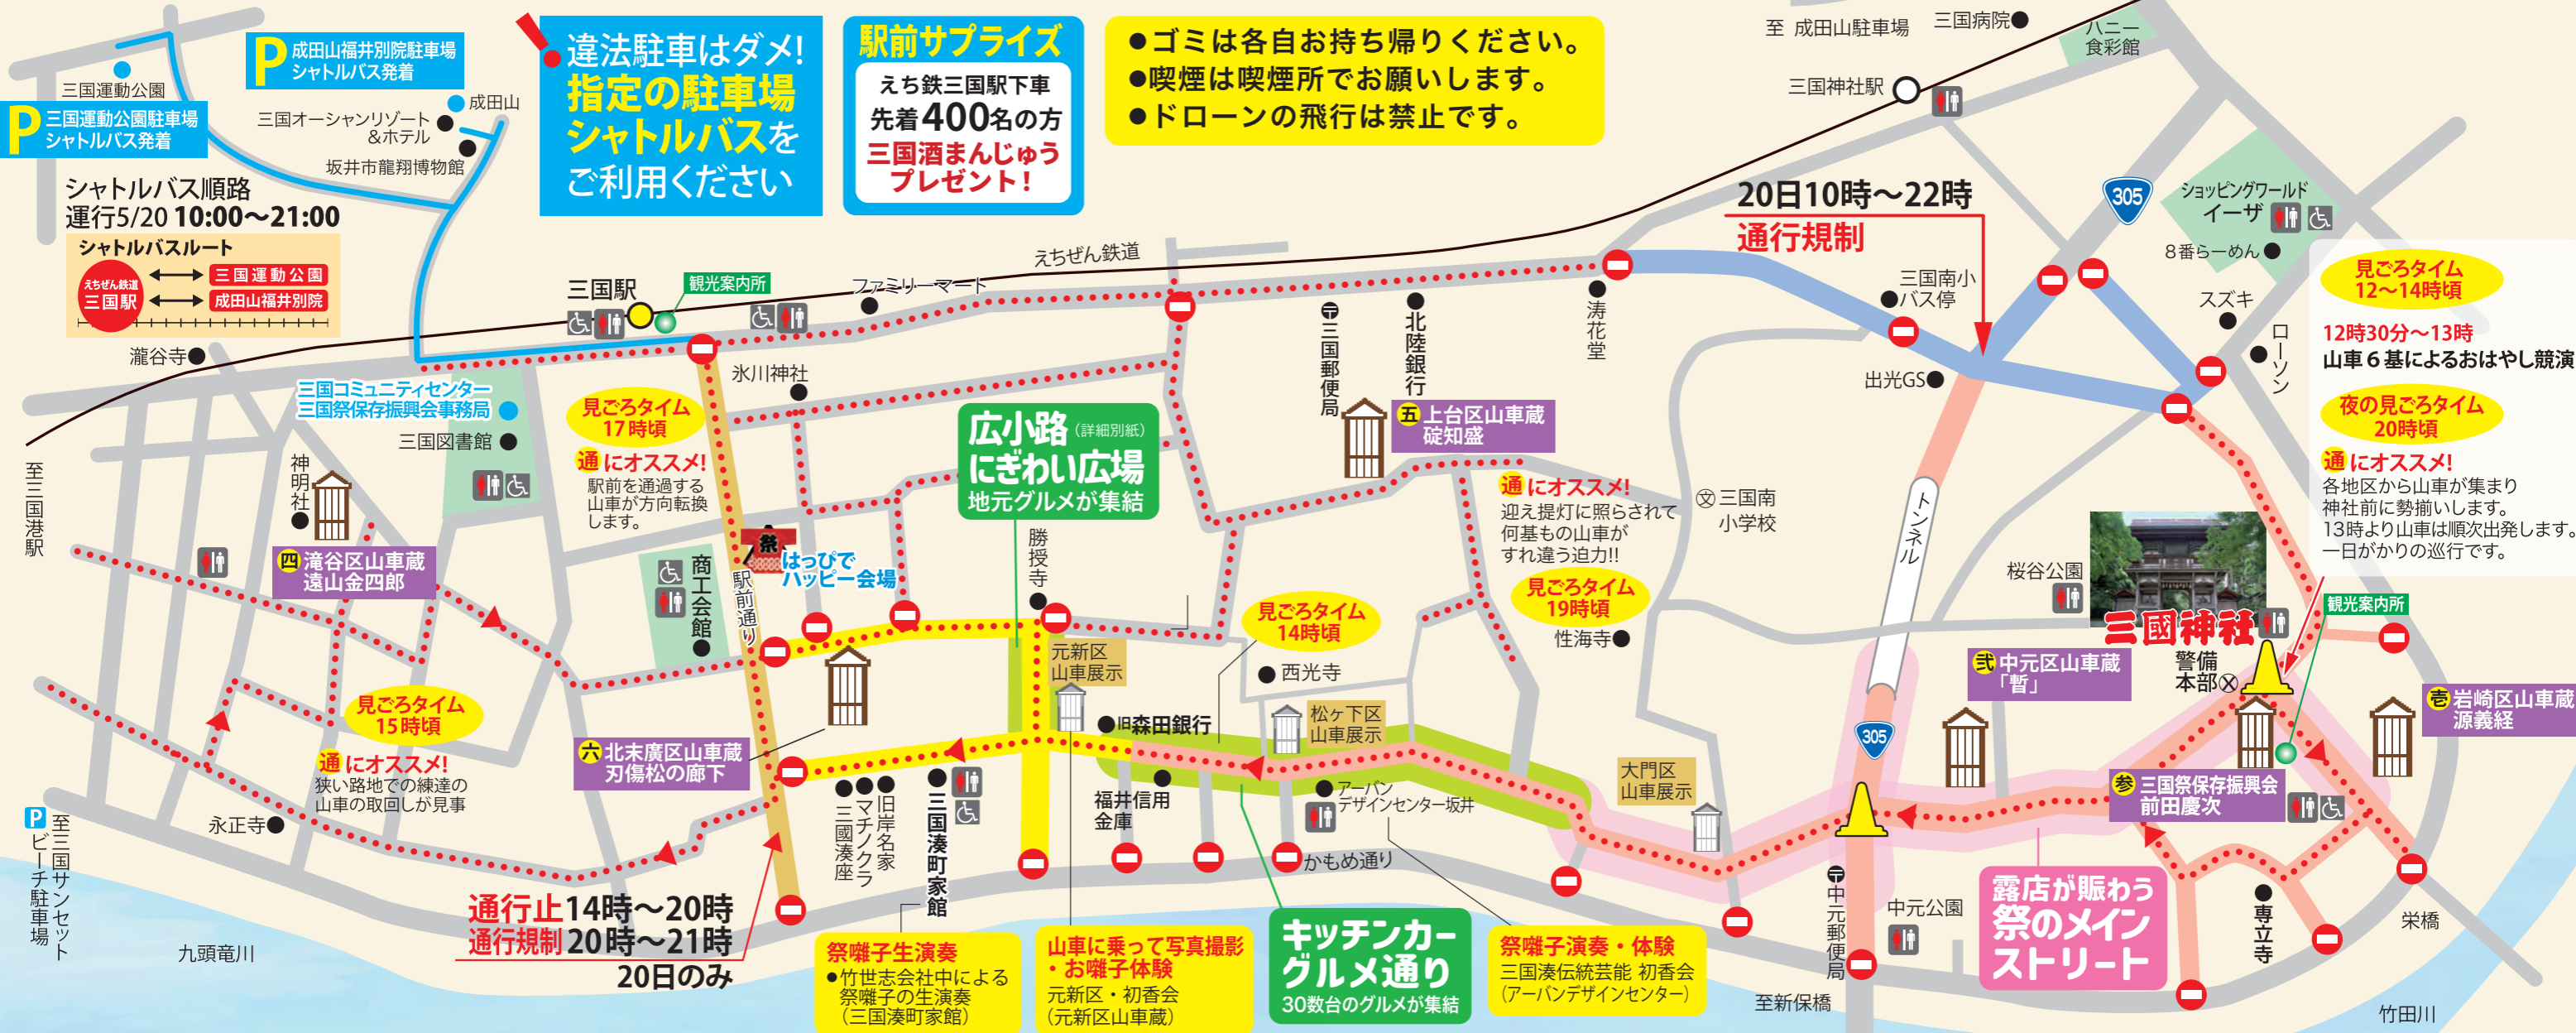 P 成田山福井別院駐車場
シャトルバス発着
三国運動公園
P 三国運動公園駐車場
シャトルバス発着
成田山
三国オーシャンリゾート
&ホテル
坂井市龍翔博物館
シャトルバス順路
運行5/20 10:00〜21:00
シャトルバスルート
えちぜん鉄道
三国駅
三国運動公園
成田山福井別院
違法駐車はダメ!
指定の駐車場
シャトルバスを
ご利用ください
駅前サプライズ
えち鉄三国駅下車
先着400名の方
三国酒まんじゅう
プレゼント!
●ゴミは各自お持ち帰りください。
●喫煙は喫煙所でお願いします。
●ドローンの飛行は禁止です。
至 成田山駐車場
三国病院
ハニー
食彩館
三国神社駅
20日10時〜22時
通行規制
305
ショッピングワールド
イーザ
8番らーめん
スズキ
ローソン
見ごろタイム
12〜14時頃
12時30分〜13時
山車6基によるおはやし競演
夜の見ごろタイム
20時頃
通にオススメ!
各地区から山車が集まり
神社前に勢揃いします。
13時より山車は順次出発します。
一日がかりの巡行です。
えちぜん鉄道
三国駅
観光案内所
ファミリーマート
瀧谷寺
三国コミュニティセンター
三国祭保存振興会事務局
三国図書館
至三国港駅
神明社
四 滝谷区山車蔵
遠山金四郎
見ごろタイム
17時頃
通にオススメ!
駅前を通過する
山車が方向転換
します。
氷川神社
広小路(詳細別紙)
にぎわい広場
地元グルメが集結
〒三国郵便局
北陸銀行
五 上台区山車蔵
碇知盛
涛花堂
三国南小
バス停
出光GS
通にオススメ!
迎え提灯に照らされて
何基もの山車が
すれ違う迫力!!
見ごろタイム
19時頃
文 三国南
小学校
性海寺
トンネル
桜谷公園
三國神社
観光案内所
警備
本部
弐 中元区山車蔵
「暫」
壱 岩崎区山車蔵
源義経
参 三国祭保存振興会
前田慶次
祭
はっぴで
ハッピー会場
駅前通り
商工会館
勝授寺
元新区
山車展示
見ごろタイム
14時頃
西光寺
旧森田銀行
松ヶ下区
山車展示
大門区
山車展示
305
見ごろタイム
15時頃
通にオススメ!
狭い路地での練達の
山車の取回しが見事
六 北末廣区山車蔵
刃傷松の廊下
永正寺
P 至三国サンセット
ビーチ駐車場
九頭竜川
通行止14時〜20時
通行規制20時〜21時
20日のみ
三國湊座
マチノクラ
旧岸名家
三国湊町家館
福井信用
金庫
アーバン
デザインセンター坂井
かもめ通り
祭囃子生演奏
●竹世志会社中による
祭囃子の生演奏
(三国湊町家館)
山車に乗って写真撮影
・お囃子体験
元新区・初香会
(元新区山車蔵)
キッチンカー
グルメ通り
30数台のグルメが集結
祭囃子演奏・体験
三国湊伝統芸能 初香会
(アーバンデザインセンター)
至新保橋
〒中元郵便局
中元公園
露店が賑わう
祭のメイン
ストリート
専立寺
栄橋
竹田川